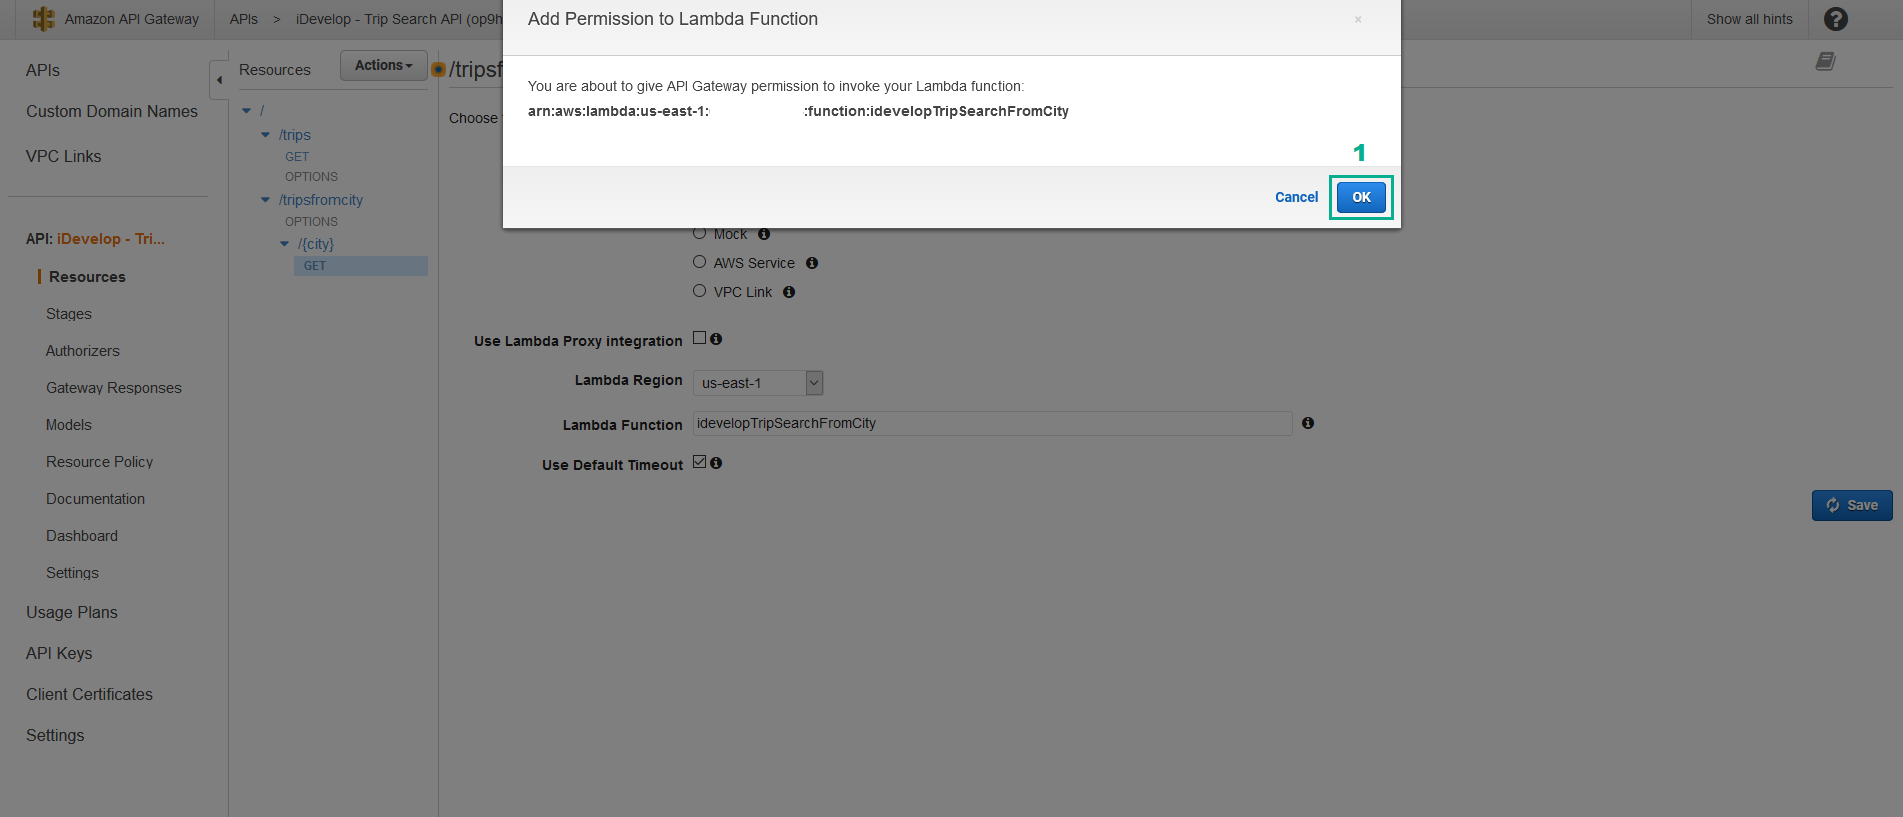 Amazon API Gateway
APIs > iDevelop - Trip Search API (op9h
Show all hints
?
Add Permission to Lambda Function
×
You are about to give API Gateway permission to invoke your Lambda function:
arn:aws:lambda:us-east-1: :function:idevelopTripSearchFromCity
1
Cancel
OK
APIs
Custom Domain Names
VPC Links
API: iDevelop - Tri...
Resources
Stages
Authorizers
Gateway Responses
Models
Resource Policy
Documentation
Dashboard
Settings
Usage Plans
API Keys
Client Certificates
Settings
Resources
Actions
/
/trips
GET
OPTIONS
/tripsfromcity
OPTIONS
/{city}
GET
/tripsf
Choose
Mock
AWS Service
VPC Link
Use Lambda Proxy integration
Lambda Region us-east-1
Lambda Function idevelopTripSearchFromCity
Use Default Timeout
Save